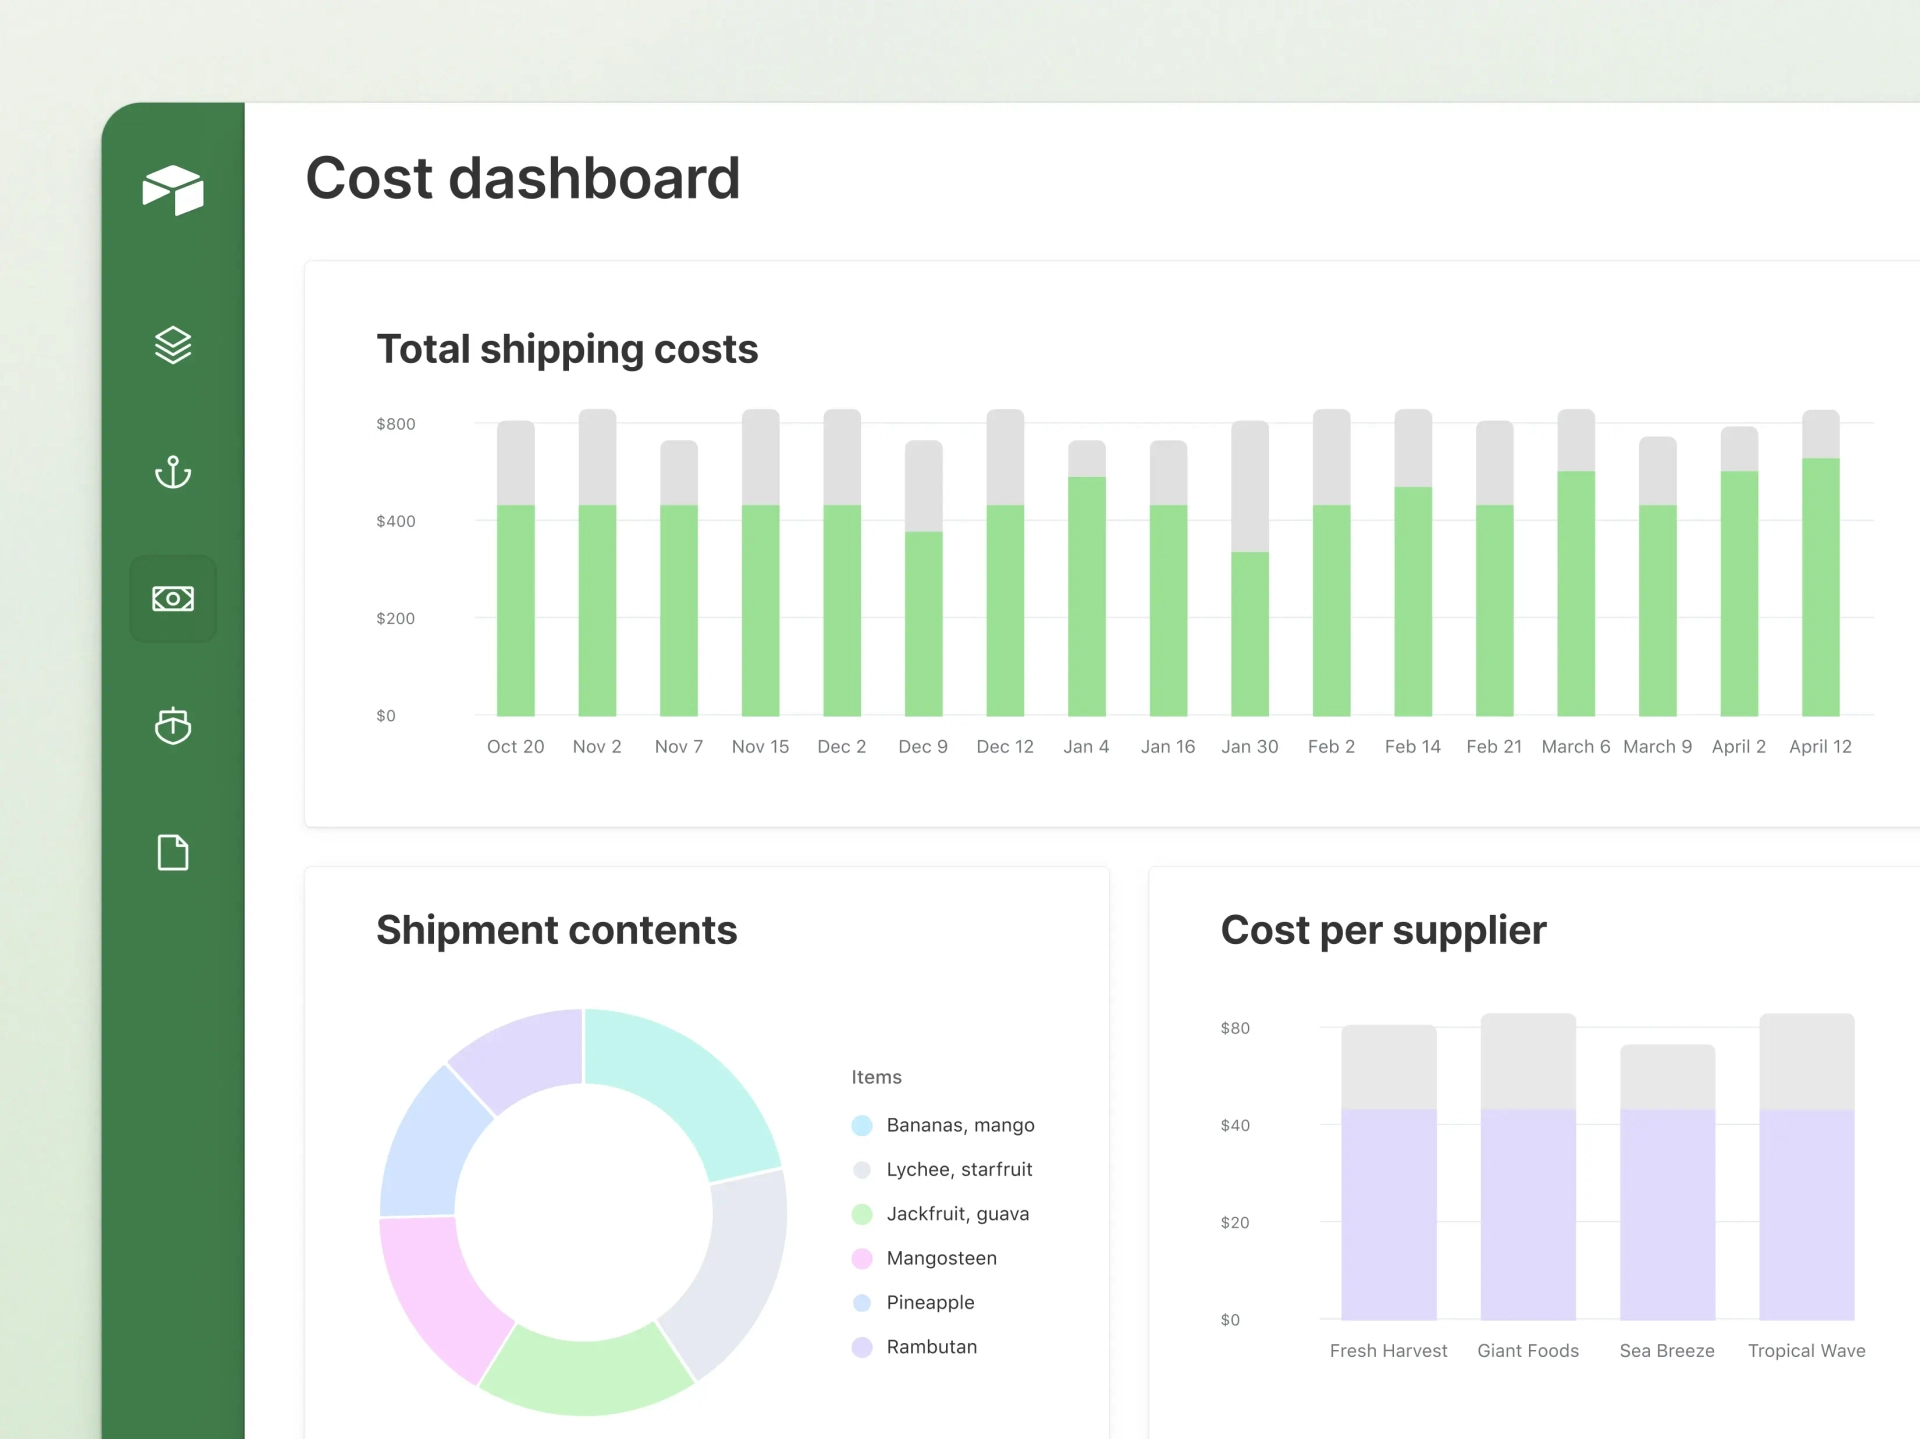 Cost dashboard
Total shipping costs
$800
$400
$200
$0
Oct 20 Nov 2 Nov 7 Nov 15 Dec 2 Dec 9 Dec 12 Jan 4 Jan 16 Jan 30 Feb 2 Feb 14 Feb 21 March 6 March 9 April 2 April 12
Shipment contents
Items
Bananas, mango
Lychee, starfruit
Jackfruit, guava
Mangosteen
Pineapple
Rambutan
Cost per supplier
$80
$40
$20
$0
Fresh Harvest Giant Foods Sea Breeze Tropical Wave